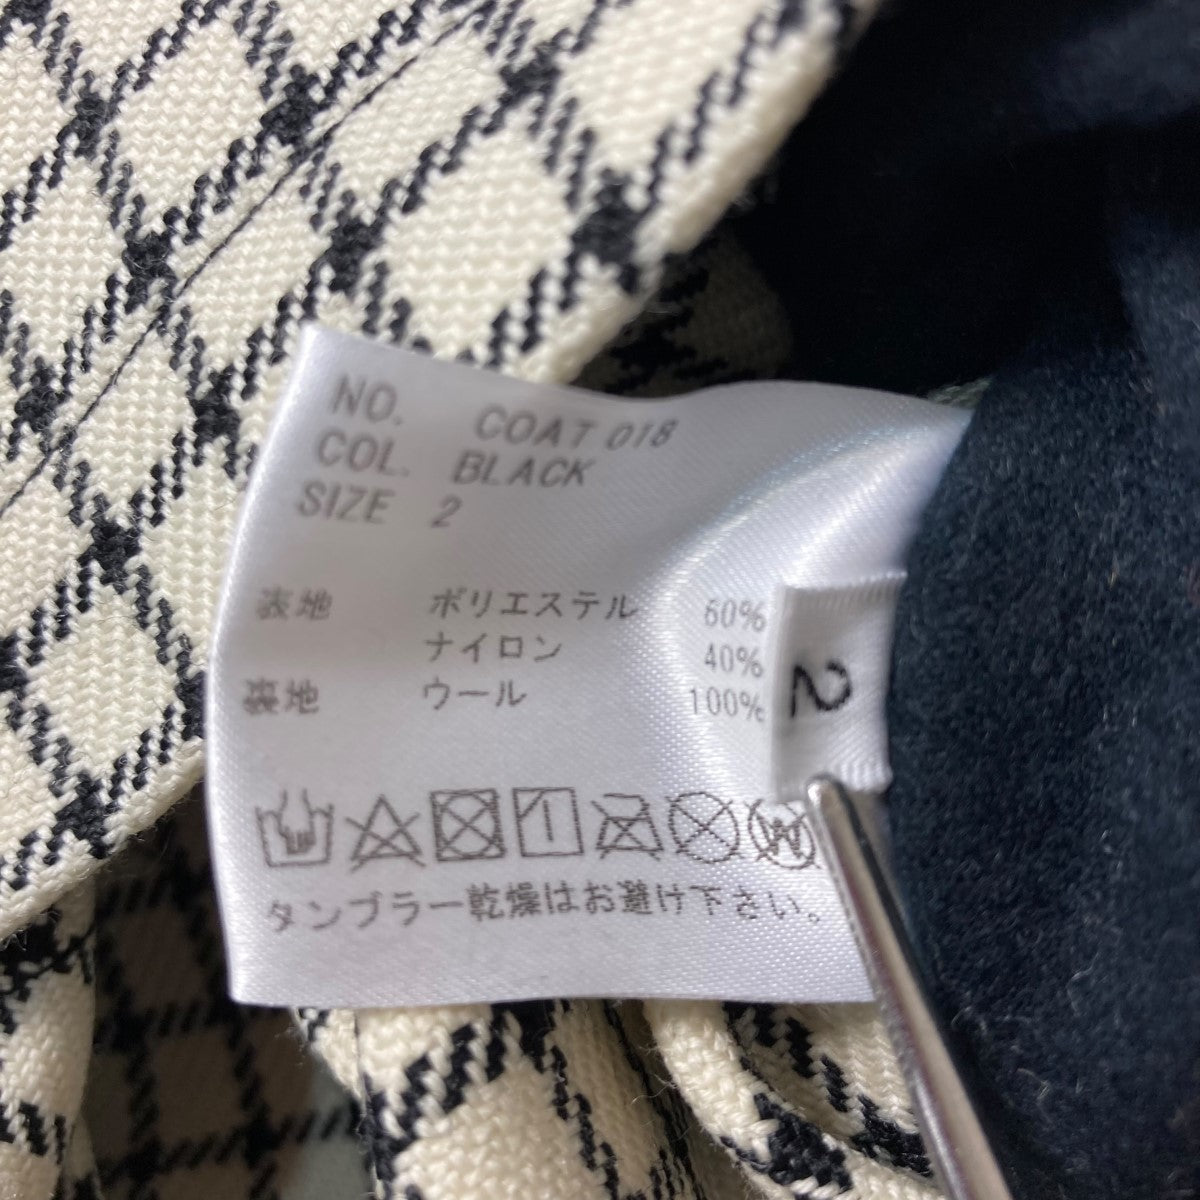 NO. COAT 018
COL. BLACK
SIZE 2
表地 ポリエステル 60%
ナイロン 40%
裏地 ウール 100%
2
タンブラー乾燥はお避け下さい。